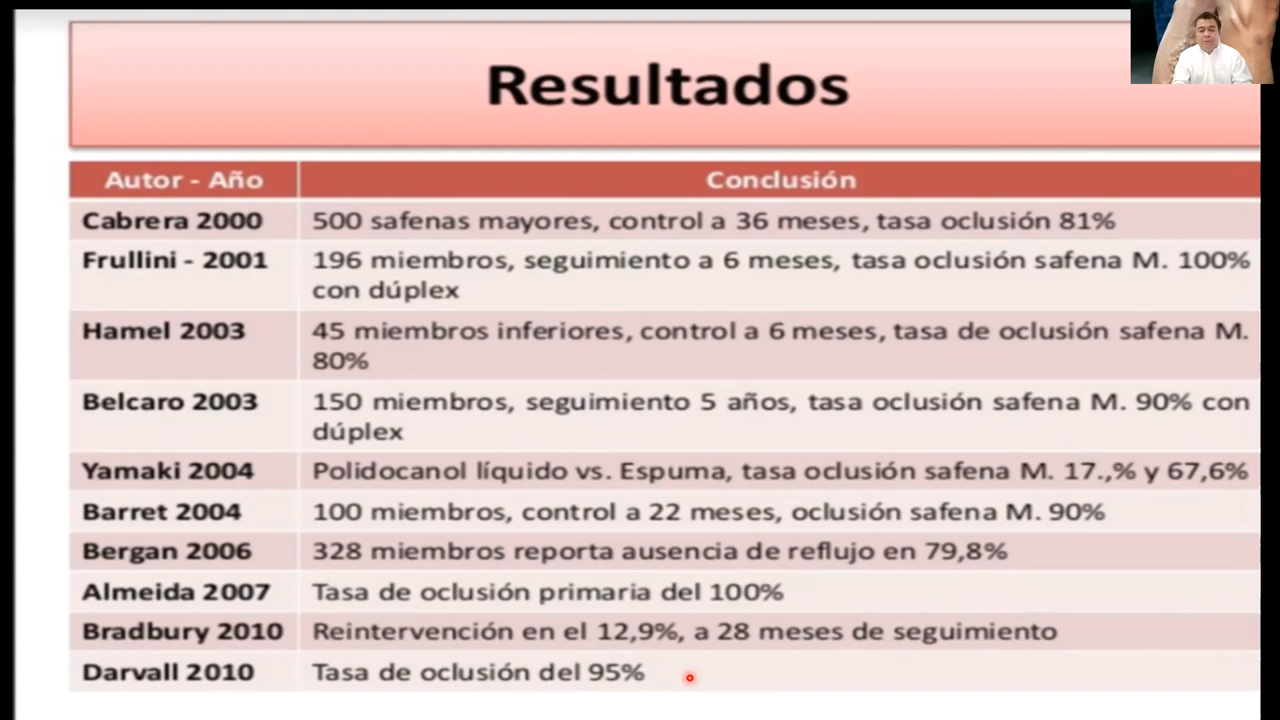 Resultados
Autor - Año Conclusión
Cabrera 2000 500 safenas mayores, control a 36 meses, tasa oclusión 81%
Frullini - 2001 196 miembros, seguimiento a 6 meses, tasa oclusión safena M. 100%
con dúplex
Hamel 2003 45 miembros inferiores, control a 6 meses, tasa de oclusión safena M.
80%
Belcaro 2003 150 miembros, seguimiento 5 años, tasa oclusión safena M. 90% con
dúplex
Yamaki 2004 Polidocanol líquido vs. Espuma, tasa oclusión safena M. 17.,% y 67,6%
Barret 2004 100 miembros, control a 22 meses, oclusión safena M. 90%
Bergan 2006 328 miembros reporta ausencia de reflujo en 79,8%
Almeida 2007 Tasa de oclusión primaria del 100%
Bradbury 2010 Reintervención en el 12,9%, a 28 meses de seguimiento
Darvall 2010 Tasa de oclusión del 95%